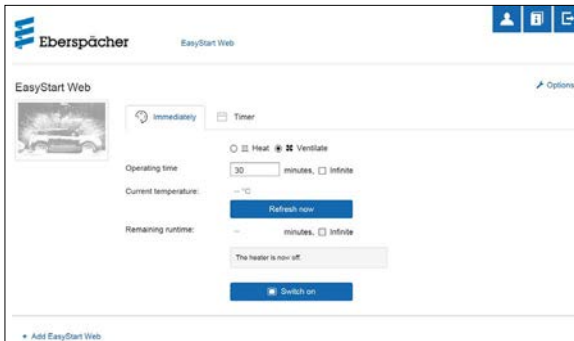 Eberspächer
EasyStart Web
EasyStart Web
Options
Immediately Timer
Heat Ventilate
Operating time 30 minutes, Infinite
Current temperature: -- °C
Refresh now
Remaining runtime: -- minutes, Infinite
The heater is now off.
Switch on
+ Add EasyStart Web